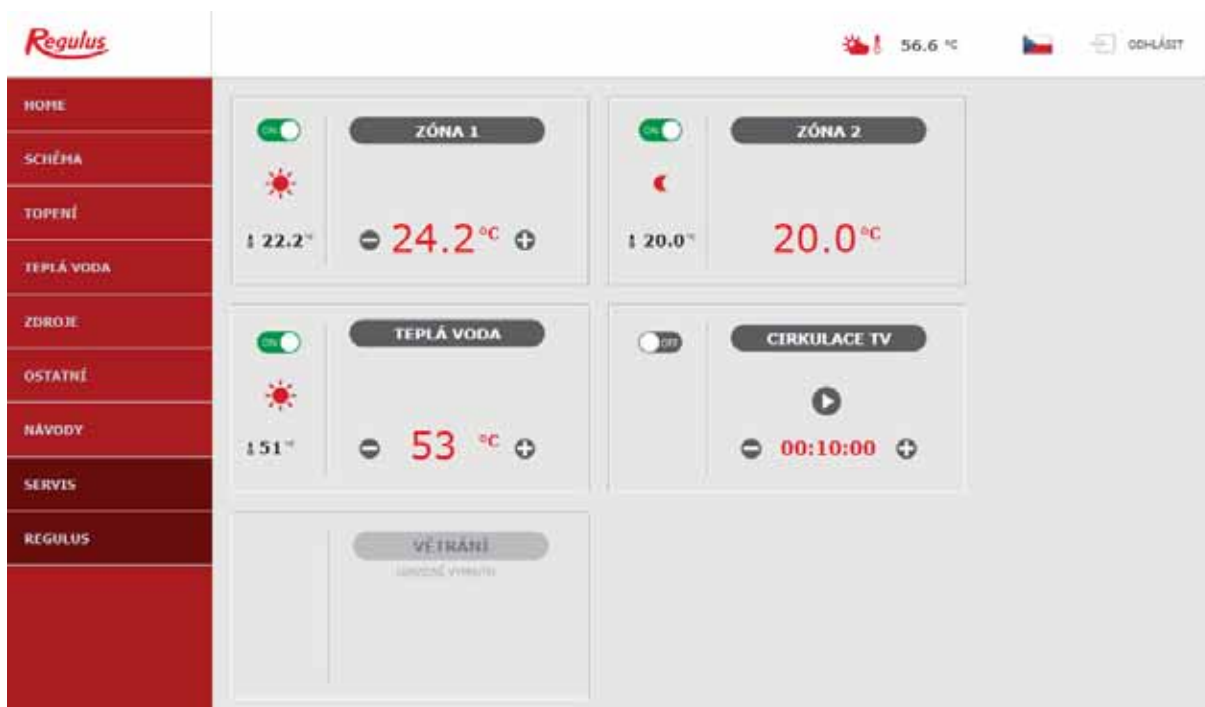 Regulus
56.6 °C
ODHLÁSIT
HOME
SCHÉMA
TOPENÍ
TEPLÁ VODA
ZDROJE
OSTATNÍ
NÁVODY
SERVIS
REGULUS
ON
ZÓNA 1
22.2
24.2 °C
ON
ZÓNA 2
20.0
20.0 °C
ON
TEPLÁ VODA
51
53 °C
OFF
CIRKULACE TV
00:10:00
VĚTRÁNÍ